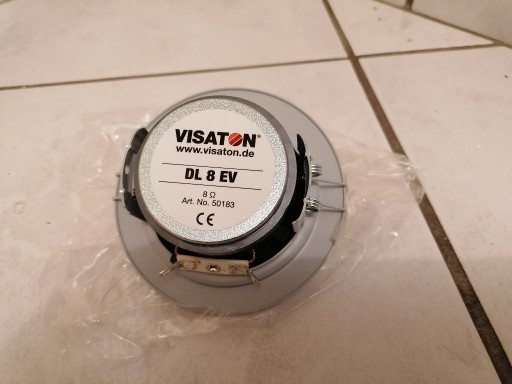 VISATON®
www.visaton.de
DL 8 EV
8 Ω
Art. No. 50183
CE